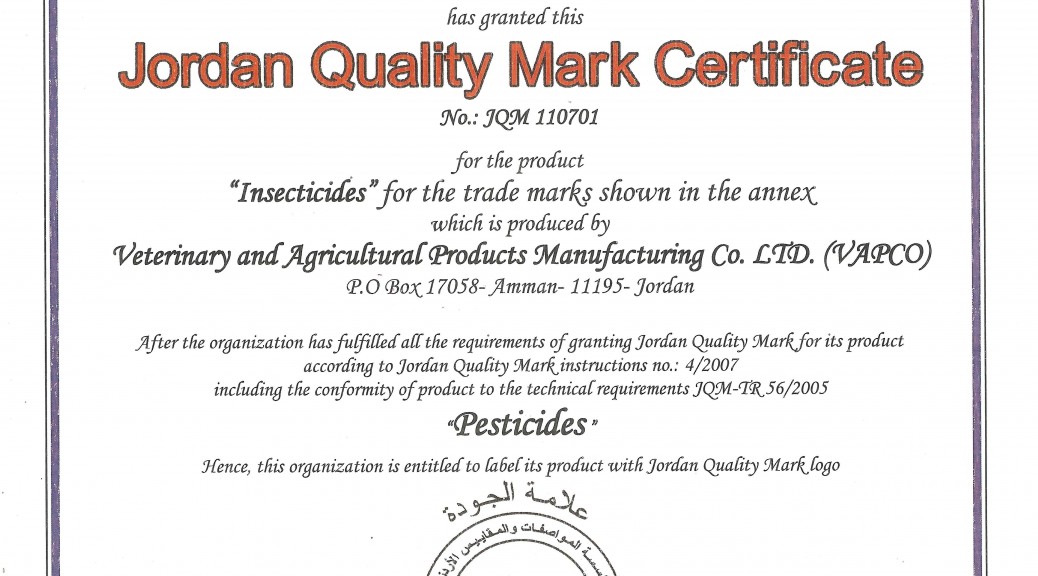 has granted this
Jordan Quality Mark Certificate
No.: JQM 110701
for the product
“Insecticides” for the trade marks shown in the annex
which is produced by
Veterinary and Agricultural Products Manufacturing Co. LTD. (VAPCO)
P.O Box 17058- Amman- 11195- Jordan
After the organization has fulfilled all the requirements of granting Jordan Quality Mark for its product
according to Jordan Quality Mark instructions no.: 4/2007
including the conformity of product to the technical requirements JQM-TR 56/2005
“Pesticides”
Hence, this organization is entitled to label its product with Jordan Quality Mark logo
علامة الجودة
المواصفات والمقاييس